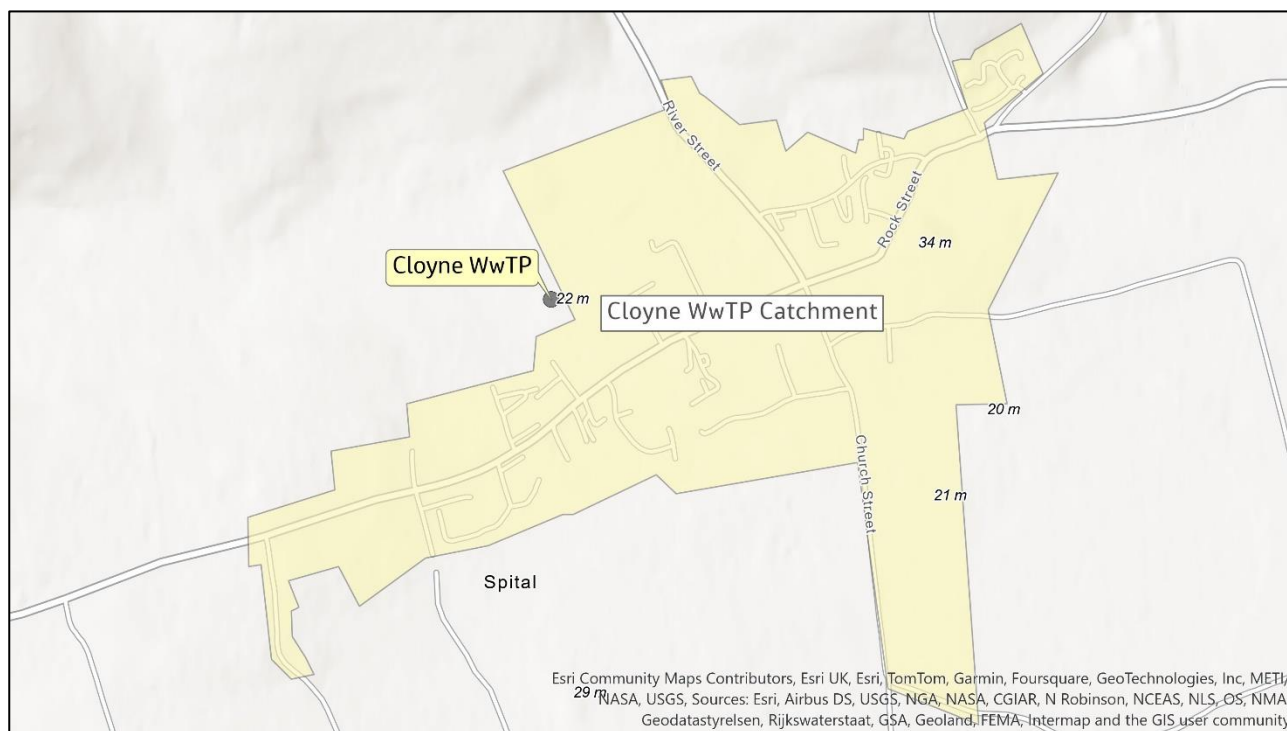 River Street
Rock Street
34 m
Cloyne WwTP
22 m
Cloyne WwTP Catchment
20 m
Church Street
21 m
Spital
Esri Community Maps Contributors, Esri UK, Esri, TomTom, Garmin, Foursquare, GeoTechnologies, Inc, METI/
29 m
NASA, USGS, Sources: Esri, Airbus DS, USGS, NGA, NASA, CGIAR, N Robinson, NCEAS, NLS, OS, NMA,
Geodatastyrelsen, Rijkswaterstaat, GSA, Geoland, FEMA, Intermap and the GIS user community